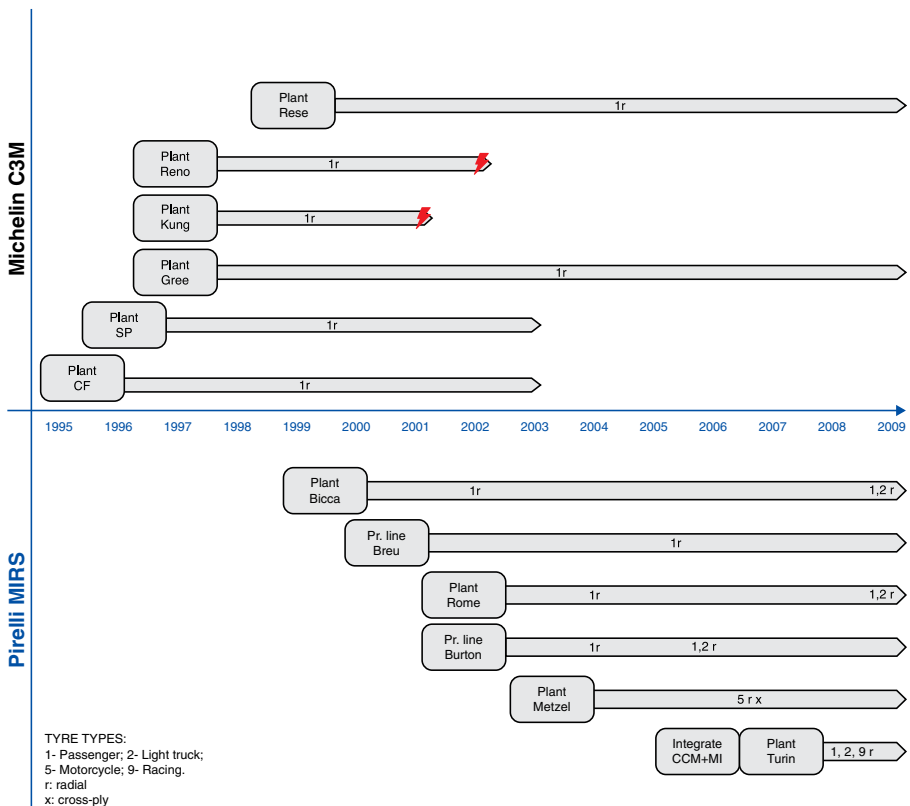 Michelin C3M
Plant
Rese
1r
Plant
Reno
1r
Plant
Kung
1r
Plant
Gree
1r
Plant
SP
1r
Plant
CF
1r
1995 1996 1997 1998 1999 2000 2001 2002 2003 2004 2005 2006 2007 2008 2009
Pirelli MIRS
Plant
Bicca
1r 1,2 r
Pr. line
Breu
1r
Plant
Rome
1r 1,2 r
Pr. line
Burton
1r 1,2 r
Plant
Metzel
5 r x
Integrate
CCM+MI
Plant
Turin
1, 2, 9 r
TYRE TYPES:
1- Passenger; 2- Light truck;
5- Motorcycle; 9- Racing.
r: radial
x: cross-ply